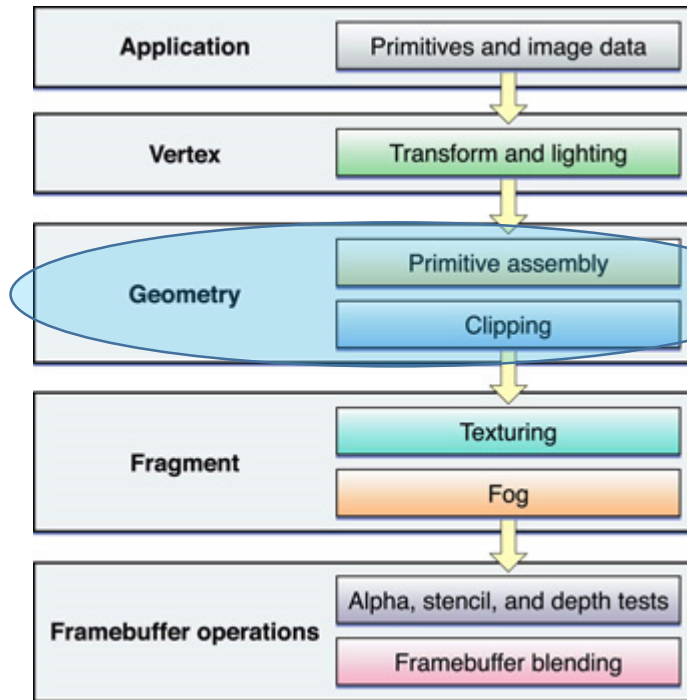 Application
Primitives and image data
Vertex
Transform and lighting
Geometry
Primitive assembly
Clipping
Fragment
Texturing
Fog
Framebuffer operations
Alpha, stencil, and depth tests
Framebuffer blending